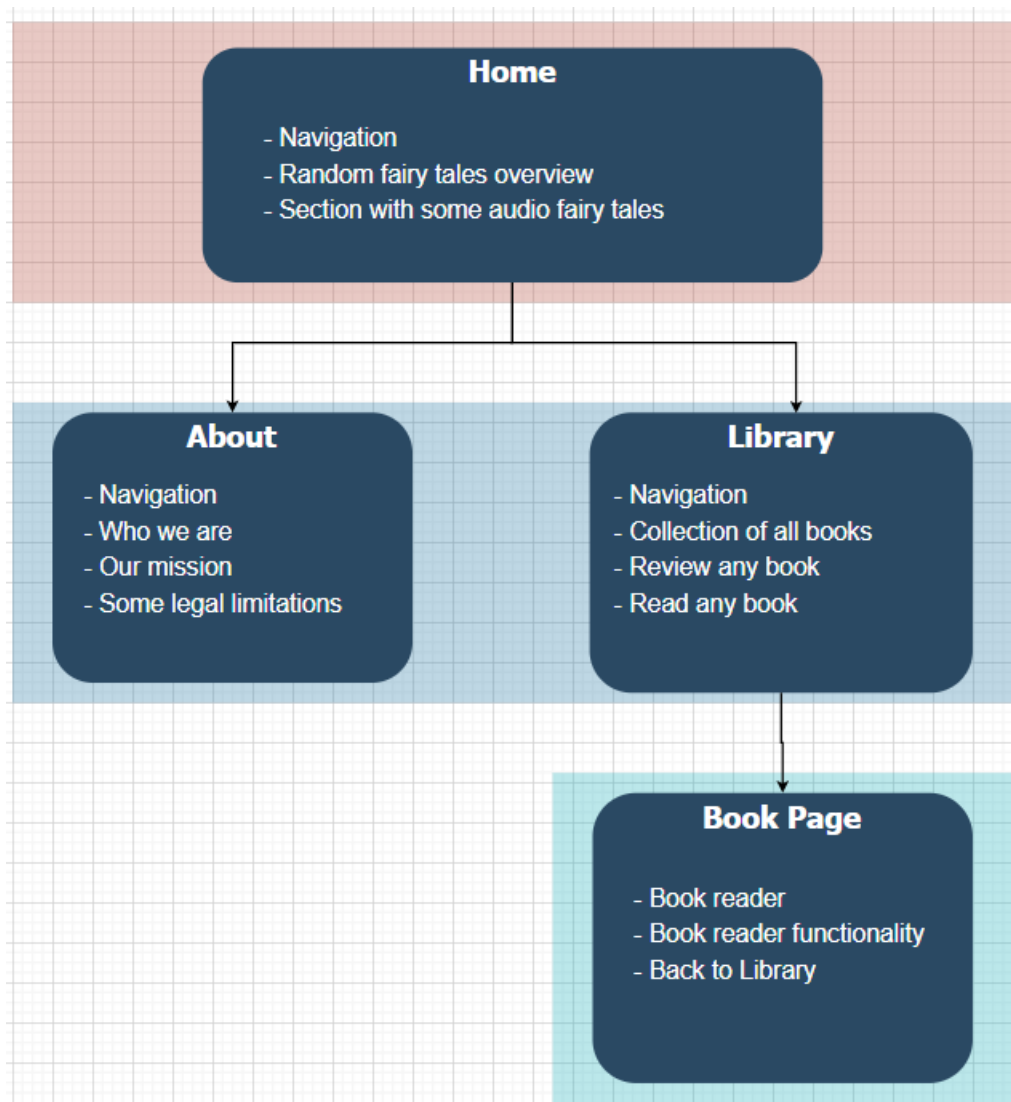 Home
- Navigation
- Random fairy tales overview
- Section with some audio fairy tales
About
- Navigation
- Who we are
- Our mission
- Some legal limitations
Library
- Navigation
- Collection of all books
- Review any book
- Read any book
Book Page
- Book reader
- Book reader functionality
- Back to Library